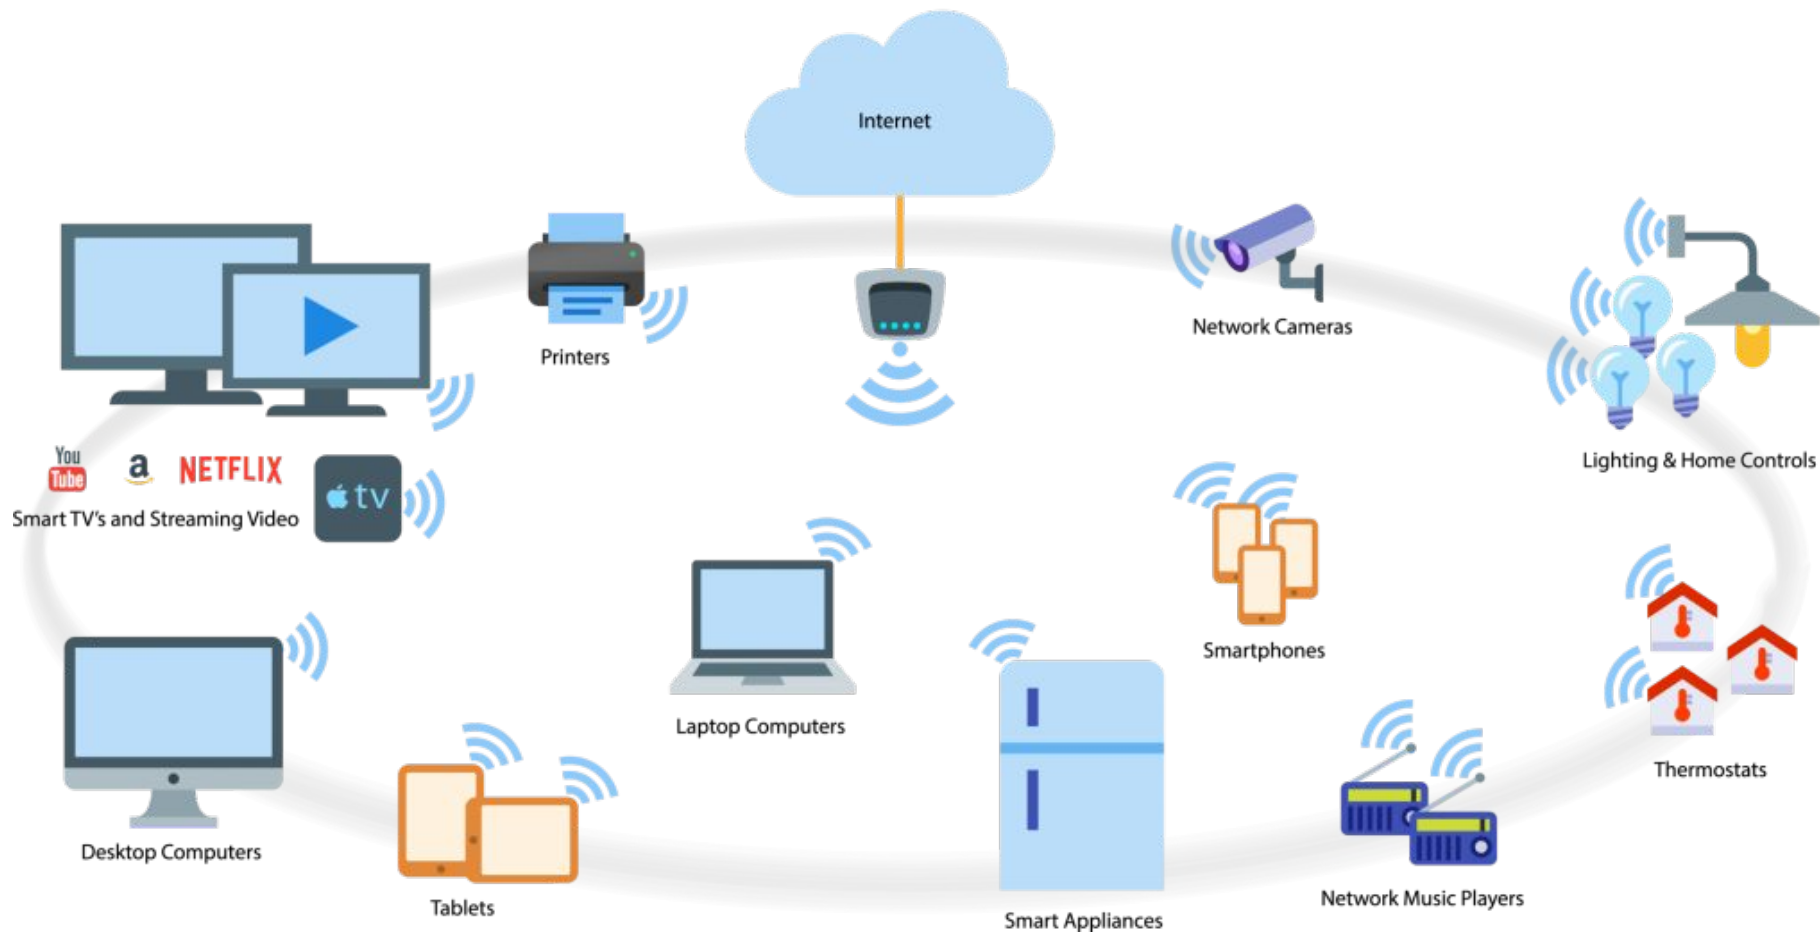 Internet
Printers
Network Cameras
You
Tube
a
NETFLIX
tv
Smart TV's and Streaming Video
Lighting & Home Controls
Smartphones
Laptop Computers
Thermostats
Desktop Computers
Tablets
Network Music Players
Smart Appliances